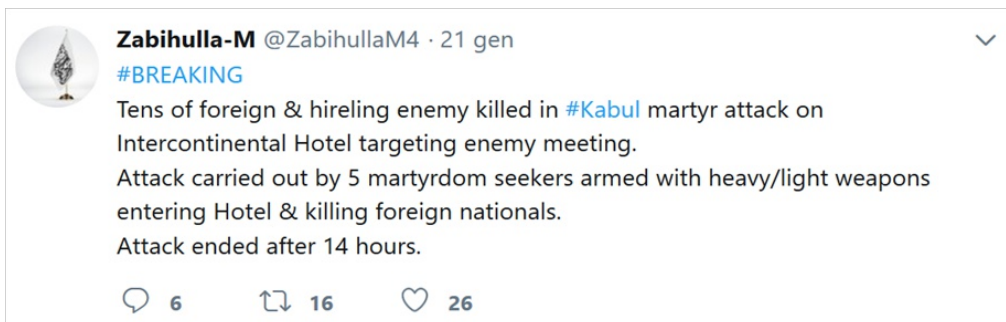 Zabihulla-M @ZabihullaM4 · 21 gen
#BREAKING
Tens of foreign & hireling enemy killed in #Kabul martyr attack on
Intercontinental Hotel targeting enemy meeting.
Attack carried out by 5 martyrdom seekers armed with heavy/light weapons
entering Hotel & killing foreign nationals.
Attack ended after 14 hours.
6 16 26